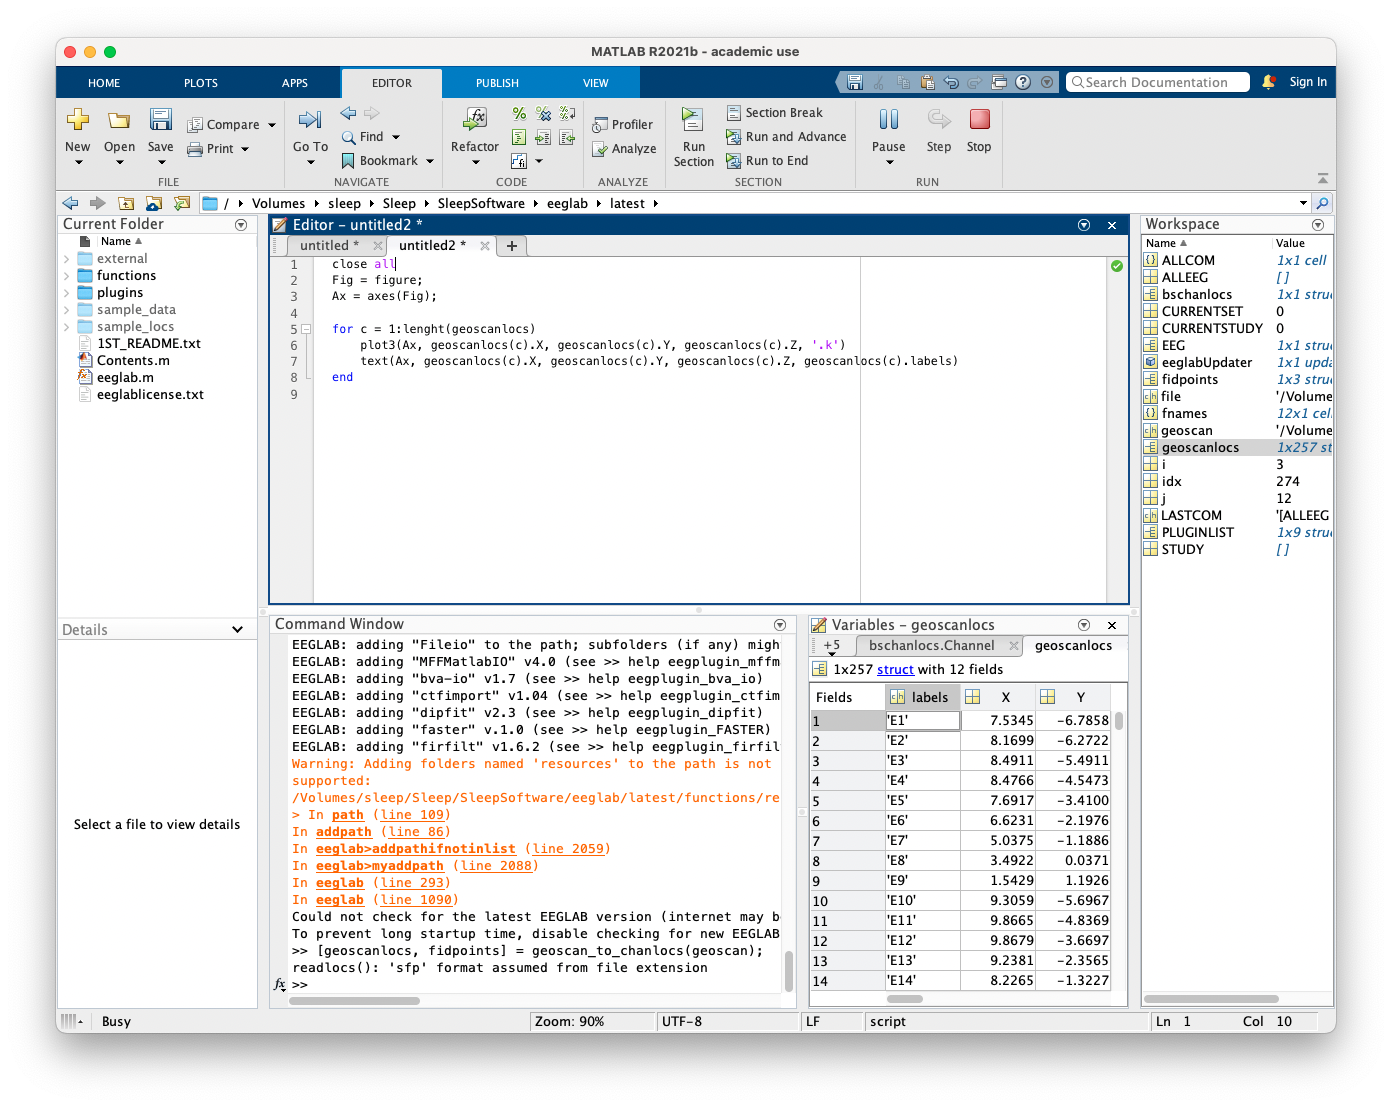 MATLAB R2021b - academic use
HOME PLOTS APPS EDITOR PUBLISH VIEW Search Documentation Sign In
New Open Save Compare Print
FILE
Go To Find Bookmark
NAVIGATE
Refactor
CODE
Profiler Analyze
ANALYZE
Run Section Section Break Run and Advance Run to End
SECTION
Pause Step Stop
RUN
/ Volumes sleep Sleep SleepSoftware eeglab latest
Current Folder
Name
external
functions
plugins
sample_data
sample_locs
1ST_README.txt
Contents.m
eeglab.m
eeglablicense.txt
Details
Select a file to view details
Editor - untitled2 *
untitled * untitled2 *
1 close all
2 Fig = figure;
3 Ax = axes(Fig);
4
5 for c = 1:lenght(geoscanlocs)
6 plot3(Ax, geoscanlocs(c).X, geoscanlocs(c).Y, geoscanlocs(c).Z, '.k')
7 text(Ax, geoscanlocs(c).X, geoscanlocs(c).Y, geoscanlocs(c).Z, geoscanlocs(c).labels)
8 end
9
Command Window
EEGLAB: adding "Fileio" to the path; subfolders (if any) migh
EEGLAB: adding "MFFMatlabIO" v4.0 (see >> help eegplugin_mffm
EEGLAB: adding "bva-io" v1.7 (see >> help eegplugin_bva_io)
EEGLAB: adding "ctfimport" v1.04 (see >> help eegplugin_ctfim
EEGLAB: adding "dipfit" v2.3 (see >> help eegplugin_dipfit)
EEGLAB: adding "faster" v.1.0 (see >> help eegplugin_FASTER)
EEGLAB: adding "firfilt" v1.6.2 (see >> help eegplugin_firfil
Warning: Adding folders named 'resources' to the path is not
supported:
/Volumes/sleep/Sleep/SleepSoftware/eeglab/latest/functions/re
> In path (line 109)
In addpath (line 86)
In eeglab>addpathifnotinlist (line 2059)
In eeglab>myaddpath (line 2088)
In eeglab (line 293)
In eeglab (line 1090)
Could not check for the latest EEGLAB version (internet may b
To prevent long startup time, disable checking for new EEGLAB
>> [geoscanlocs, fidpoints] = geoscan_to_chanlocs(geoscan);
readlocs(): 'sfp' format assumed from file extension
fx >>
Variables - geoscanlocs
+5 bschanlocs.Channel geoscanlocs
1x257 struct with 12 fields
Fields labels X Y
1 'E1' 7.5345 -6.7858
2 'E2' 8.1699 -6.2722
3 'E3' 8.4911 -5.4911
4 'E4' 8.4766 -4.5473
5 'E5' 7.6917 -3.4100
6 'E6' 6.6231 -2.1976
7 'E7' 5.0375 -1.1886
8 'E8' 3.4922 0.0371
9 'E9' 1.5429 1.1926
10 'E10' 9.3059 -5.6967
11 'E11' 9.8665 -4.8369
12 'E12' 9.8679 -3.6697
13 'E13' 9.2381 -2.3565
14 'E14' 8.2265 -1.3227
Workspace
Name Value
ALLCOM 1x1 cell
ALLEEG []
bschanlocs 1x1 stru
CURRENTSET 0
CURRENTSTUDY 0
EEG 1x1 stru
eeglabUpdater 1x1 upda
fidpoints 1x3 stru
file '/Volume
fnames 12x1 cel
geoscan '/Volume
geoscanlocs 1x257 st
i 3
idx 274
j 12
LASTCOM '[ALLEEG
PLUGINLIST 1x9 stru
STUDY []
Busy Zoom: 90% UTF-8 LF script Ln 1 Col 10